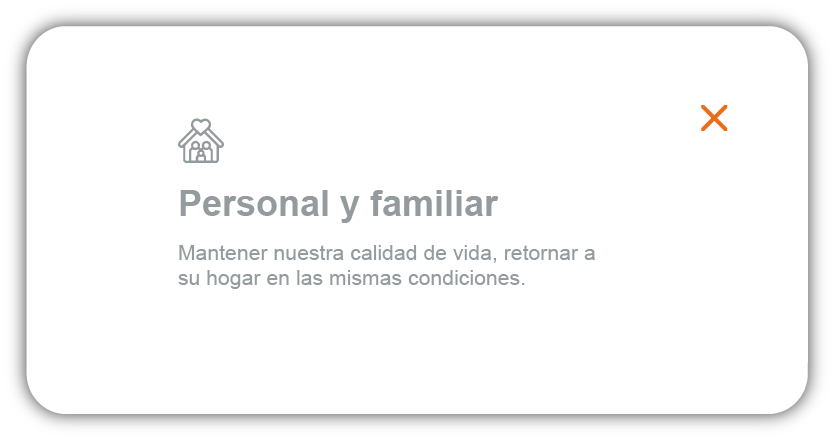 Personal y familiar
Mantener nuestra calidad de vida, retornar a
su hogar en las mismas condiciones.